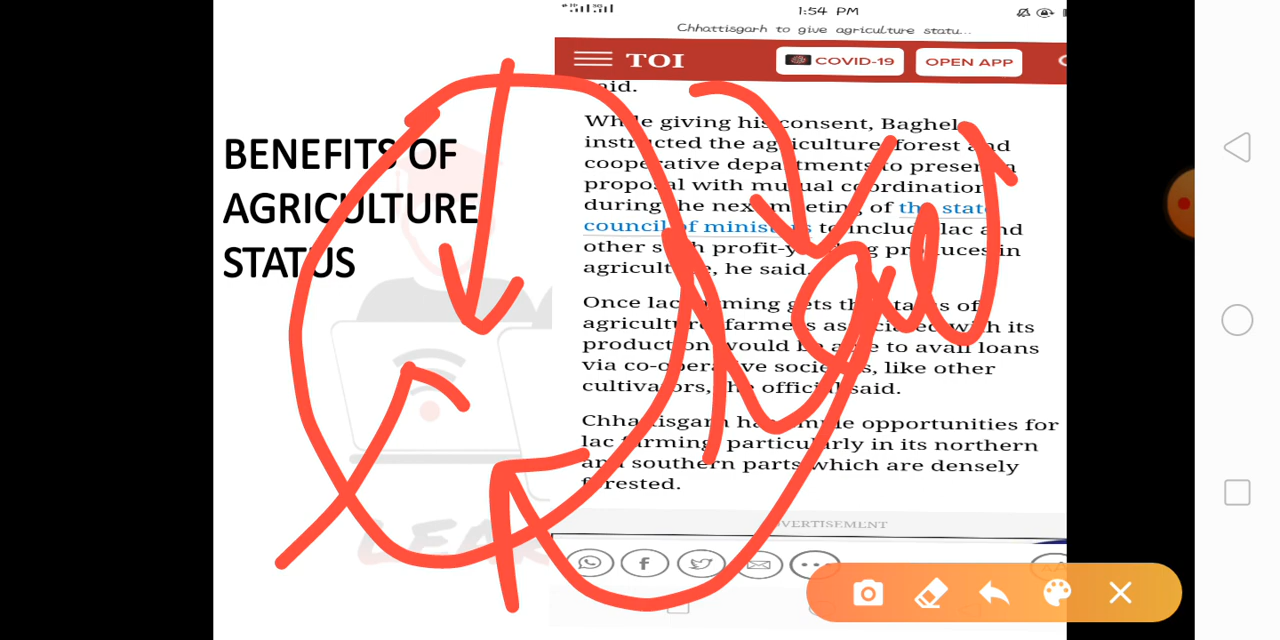 1:54 PM
Chhattisgarh to give agriculture statu...
TOI
COVID-19
OPEN APP
BENEFITS OF
AGRICULTURE
STATUS
said.
While giving his consent, Baghel
instructed the agriculture, forest and
cooperative departments to present a
proposal with mutual coordination
during the next meeting of the state
council of ministers to include lac and
other such profit-yielding produces in
agriculture, he said.
Once lac farming gets the status of
agriculture, farmers associated with its
production would be able to avail loans
via co-operative societies, like other
cultivators, the official said.
Chhattisgarh has ample opportunities for
lac farming, particularly in its northern
and southern parts which are densely
forested.
ADVERTISEMENT